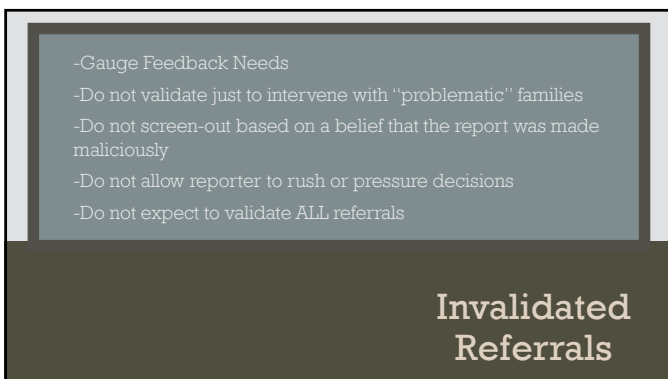 -Gauge Feedback Needs
-Do not validate just to intervene with “problematic” families
-Do not screen-out based on a belief that the report was made
maliciously
-Do not allow reporter to rush or pressure decisions
-Do not expect to validate ALL referrals
Invalidated
Referrals